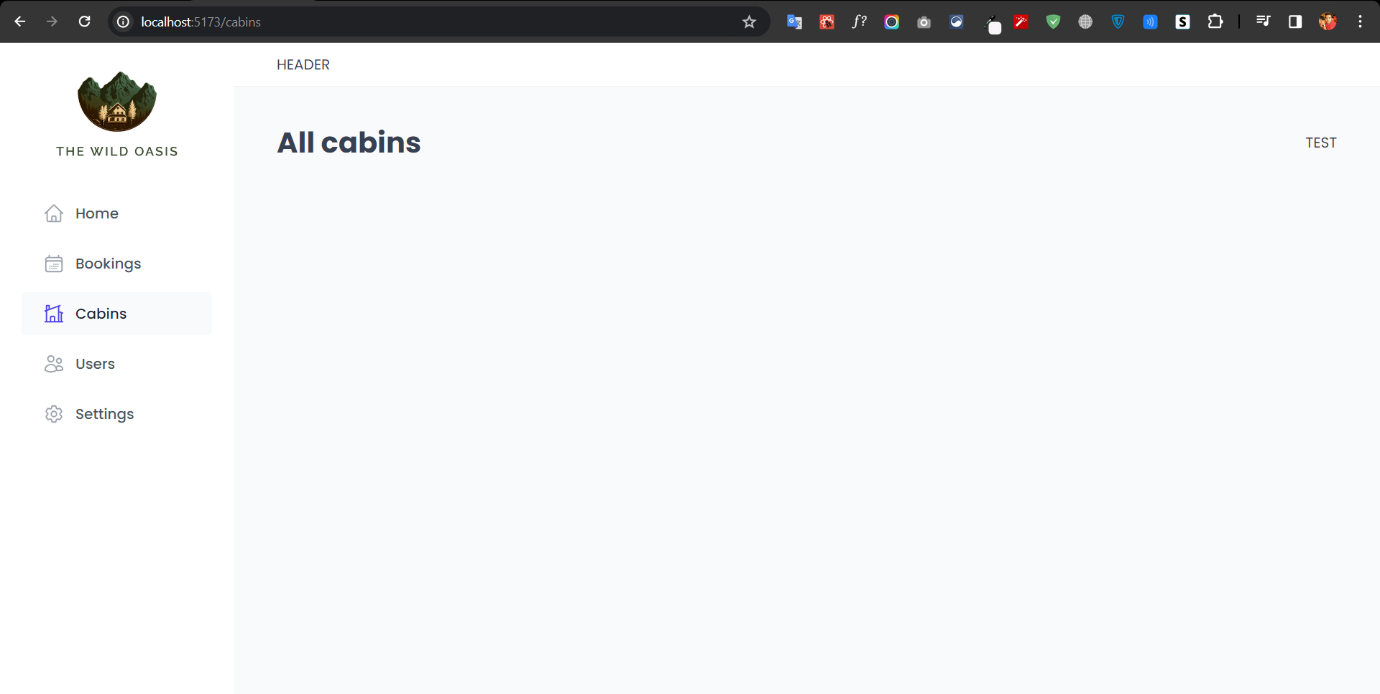 localhost:5173/cabins
HEADER
THE WILD OASIS
All cabins
TEST
Home
Bookings
Cabins
Users
Settings